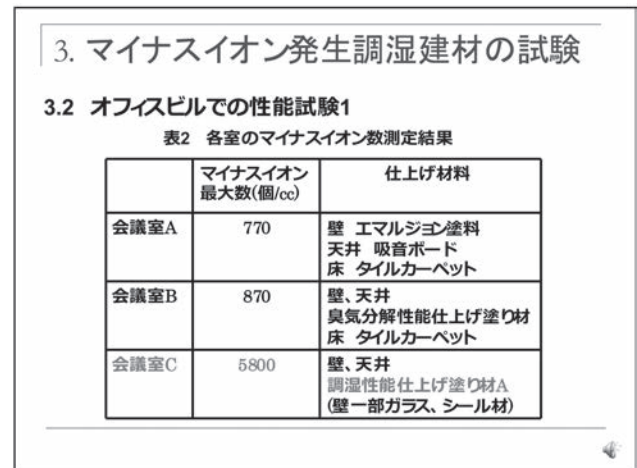 3. マイナスイオン発生調湿建材の試験
3.2 オフィスビルでの性能試験1
表2 各室のマイナスイオン数測定結果
マイナスイオン
最大数(個/cc)
仕上げ材料
会議室A
770
壁 エマルジョン塗料
天井 吸音ボード
床 タイルカーペット
会議室B
870
壁、天井
臭気分解性能仕上げ塗り材
床 タイルカーペット
会議室C
5800
壁、天井
調湿性能仕上げ塗り材A
(壁一部ガラス、シール材)